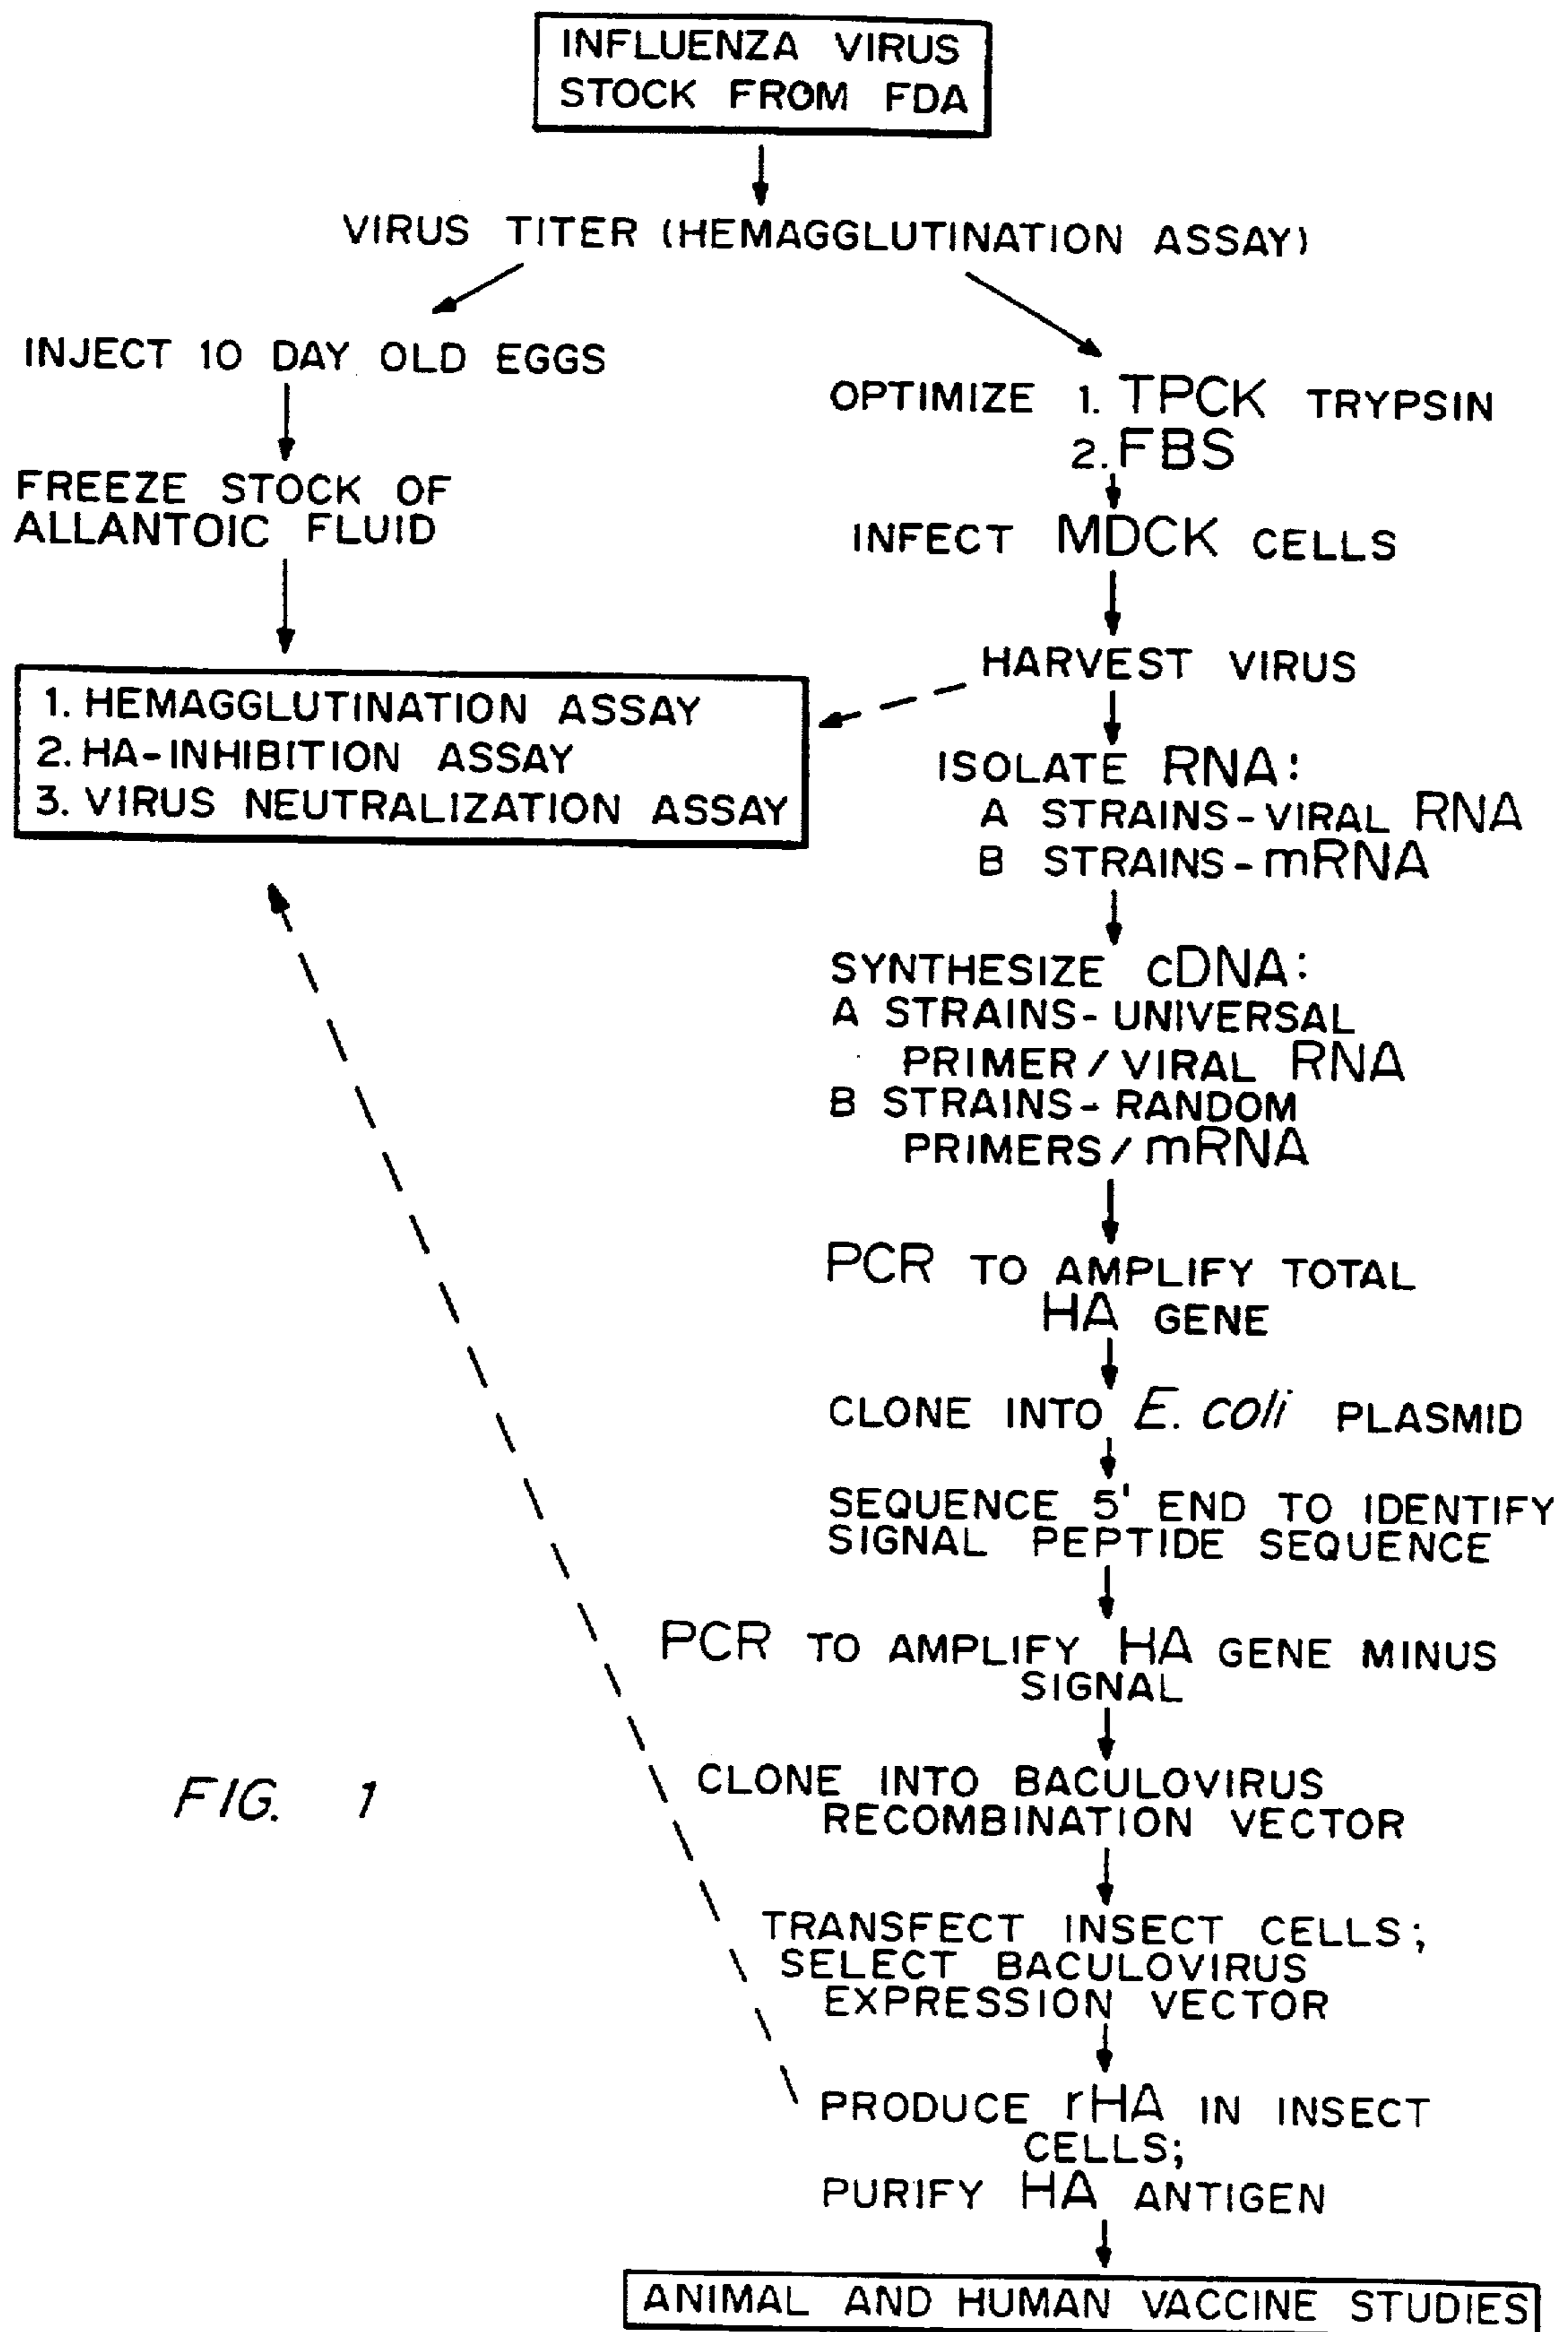 INFLUENZA VIRUS
STOCK FROM FDA
VIRUS TITER (HEMAGGLUTINATION ASSAY)
INJECT 10 DAY OLD EGGS
FREEZE STOCK OF
ALLANTOIC FLUID
1. HEMAGGLUTINATION ASSAY
2. HA-INHIBITION ASSAY
3. VIRUS NEUTRALIZATION ASSAY
OPTIMIZE 1. TPCK TRYPSIN
2. FBS
INFECT MDCK CELLS
HARVEST VIRUS
ISOLATE RNA:
A STRAINS-VIRAL RNA
B STRAINS-mRNA
SYNTHESIZE cDNA:
A STRAINS-UNIVERSAL
PRIMER/VIRAL RNA
B STRAINS-RANDOM
PRIMERS/mRNA
PCR TO AMPLIFY TOTAL
HA GENE
CLONE INTO E. coli PLASMID
SEQUENCE 5' END TO IDENTIFY
SIGNAL PEPTIDE SEQUENCE
PCR TO AMPLIFY HA GENE MINUS
SIGNAL
CLONE INTO BACULOVIRUS
RECOMBINATION VECTOR
TRANSFECT INSECT CELLS;
SELECT BACULOVIRUS
EXPRESSION VECTOR
PRODUCE rHA IN INSECT
CELLS;
PURIFY HA ANTIGEN
ANIMAL AND HUMAN VACCINE STUDIES
FIG. 1